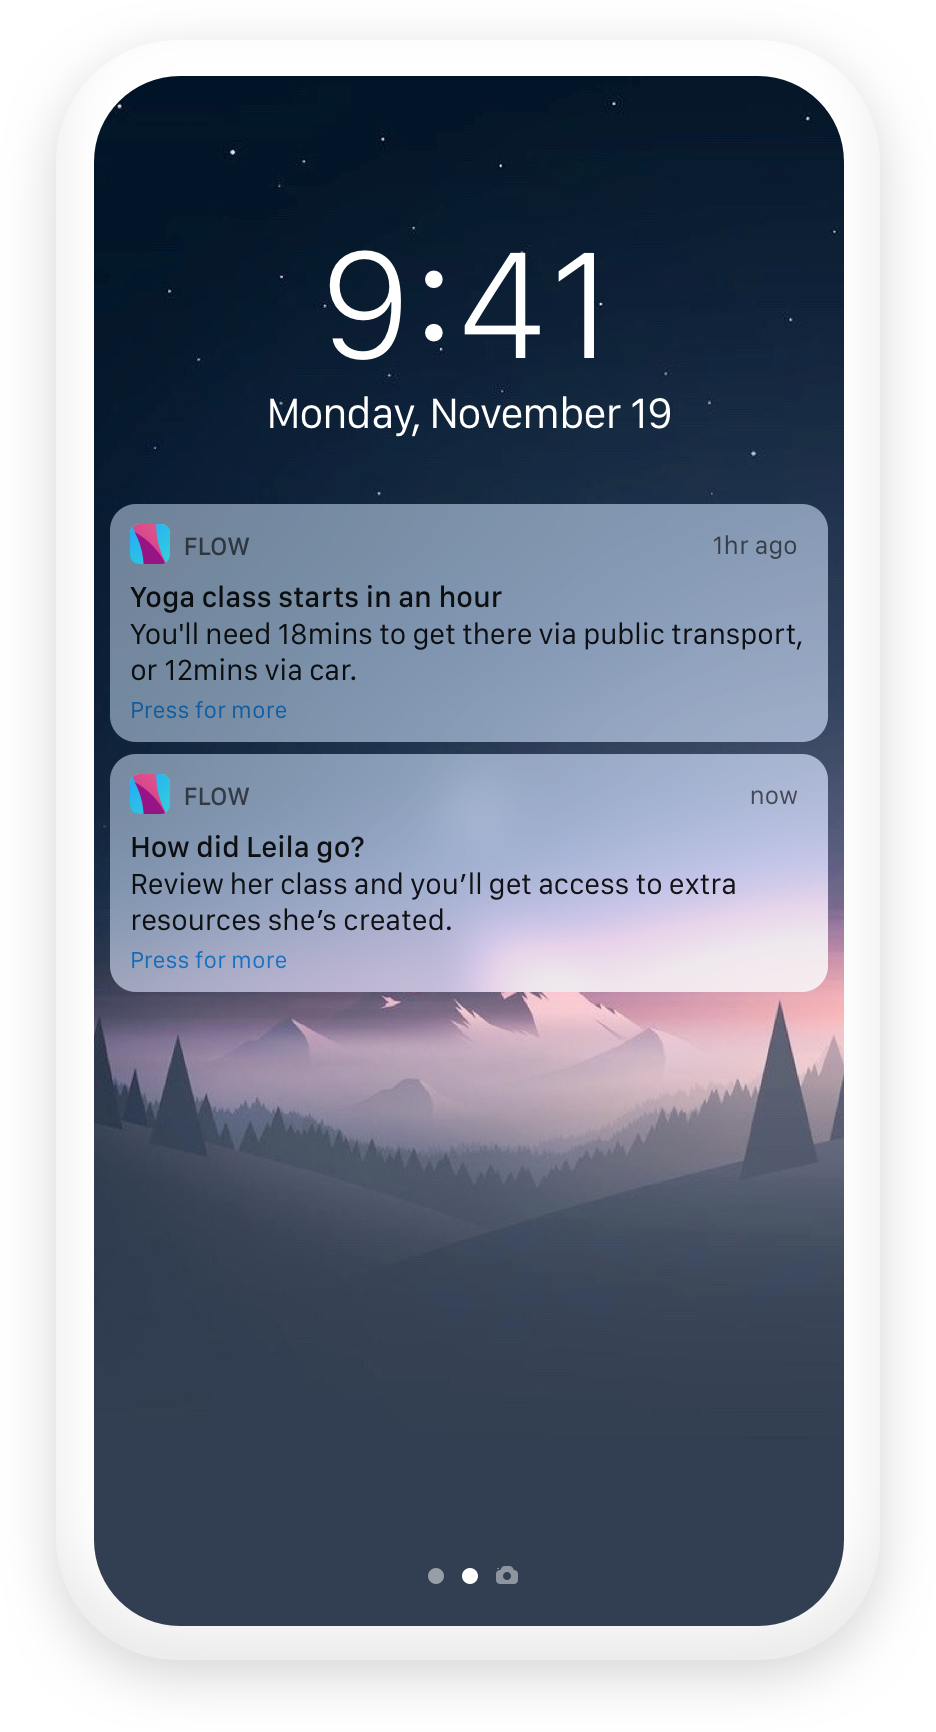 9:41
Monday, November 19
FLOW 1hr ago
Yoga class starts in an hour
You'll need 18mins to get there via public transport,
or 12mins via car.
Press for more
FLOW now
How did Leila go?
Review her class and you’ll get access to extra
resources she’s created.
Press for more